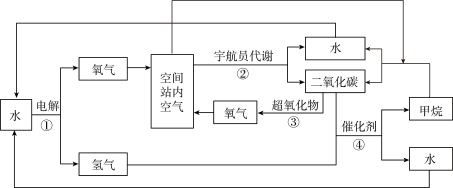 水
电解
①
氧气
氢气
空间
站内
空气
宇航员代谢
②
水
二氧化碳
氧气
超氧化物
③
催化剂
④
甲烷
水